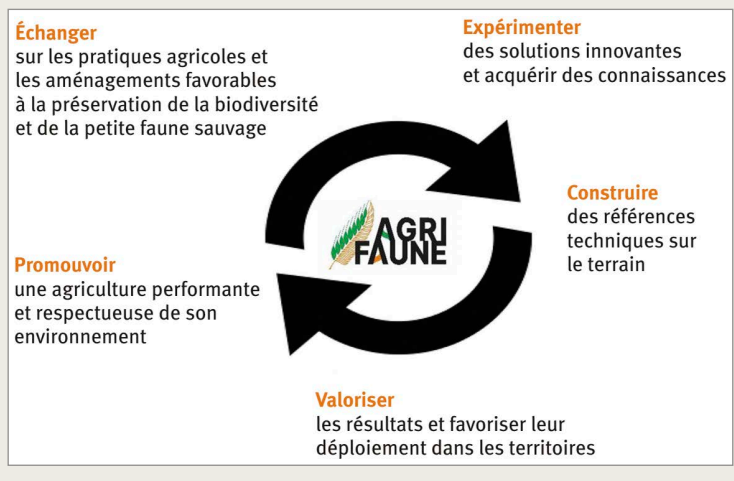 Échanger
sur les pratiques agricoles et
les aménagements favorables
à la préservation de la biodiversité
et de la petite faune sauvage
Expérimenter
des solutions innovantes
et acquérir des connaissances
Construire
des références
techniques sur
le terrain
Valoriser
les résultats et favoriser leur
déploiement dans les territoires
Promouvoir
une agriculture performante
et respectueuse de son
environnement
AGRI
FAUNE